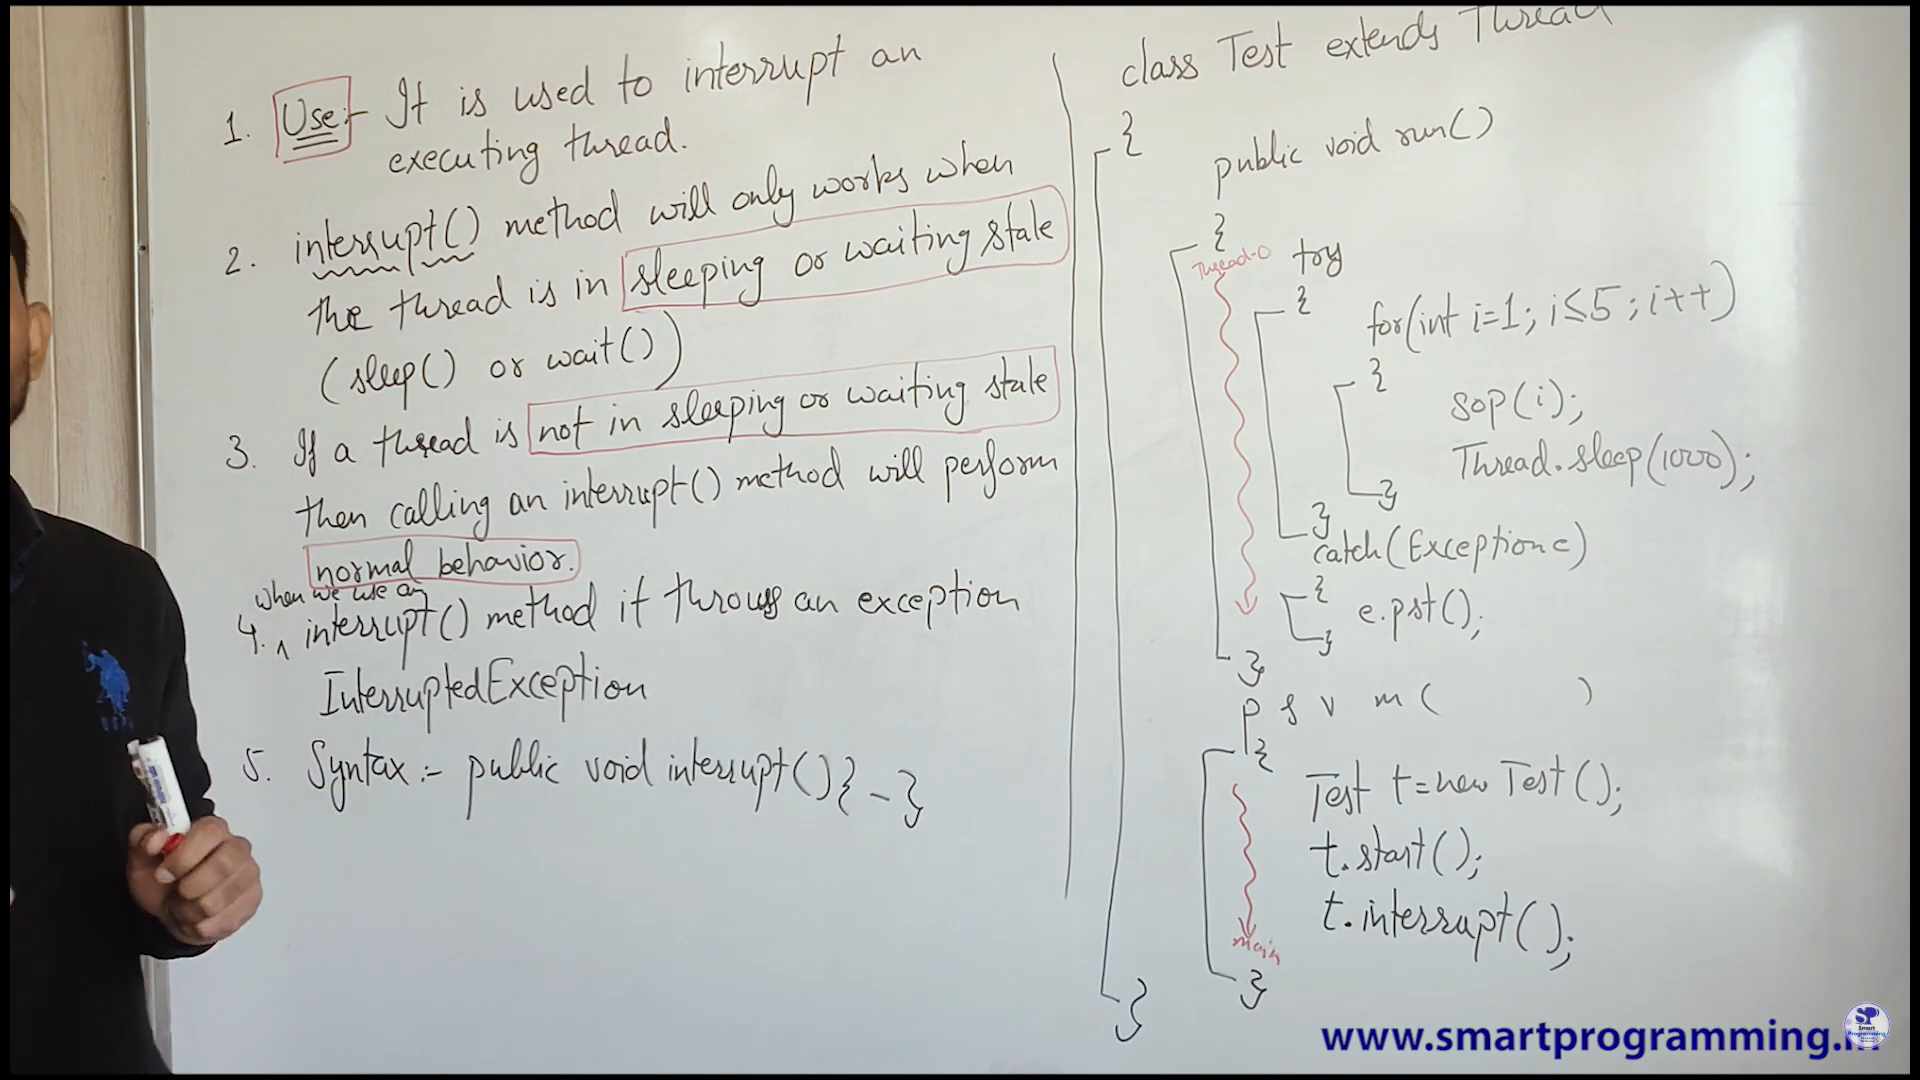 1. Use:- It is used to interrupt an
executing thread.
2. interrupt() method will only works when
the thread is in sleeping or waiting state
(sleep() or wait())
3. If a thread is not in sleeping or waiting state
then calling an interrupt() method will perform
normal behavior.
when we use an
4. ^ interrupt() method it throws an exception
InterruptedException
5. Syntax:- public void interrupt(){ - }
class Test extends Thread
{
public void run()
{
Thread-0 try
{
for(int i=1; i≤5; i++)
{
sop(i);
Thread.sleep(1000);
}
}
catch(Exception e)
{
e.pst();
}
}
p s v m ( )
{
Test t=new Test();
t.start();
t.interrupt();
main
}
}
www.smartprogramming.i
SP
Smart
Programming